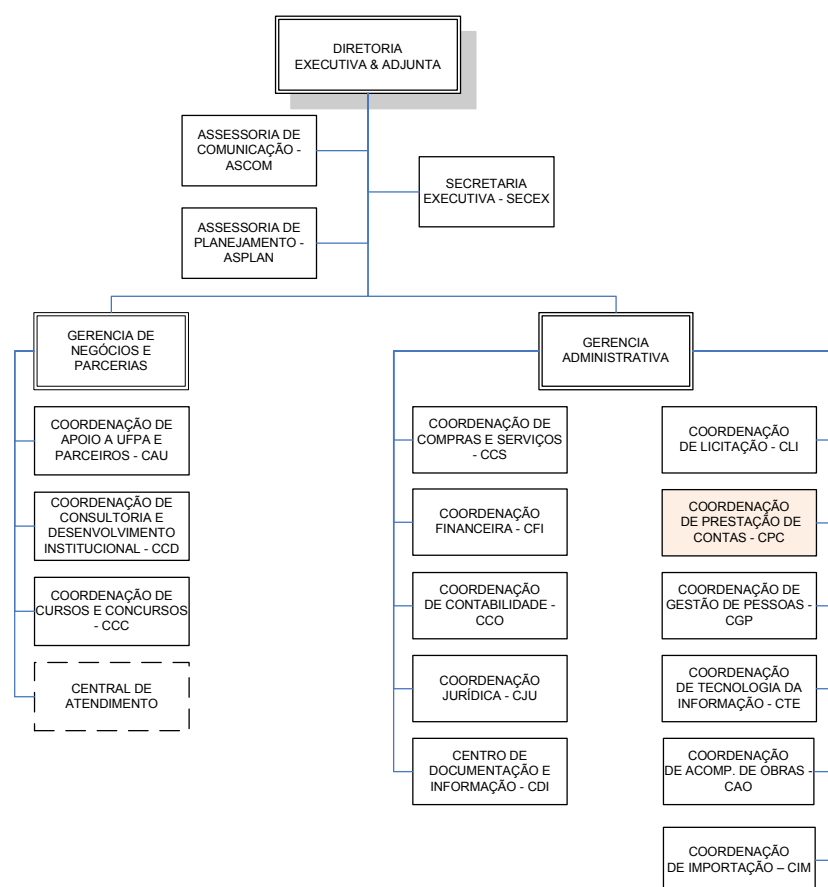 DIRETORIA
EXECUTIVA & ADJUNTA
ASSESSORIA DE
COMUNICAÇÃO -
ASCOM
SECRETARIA
EXECUTIVA - SECEX
ASSESSORIA DE
PLANEJAMENTO -
ASPLAN
GERENCIA DE
NEGÓCIOS E
PARCERIAS
GERENCIA
ADMINISTRATIVA
COORDENAÇÃO DE
APOIO A UFPA E
PARCEIROS - CAU
COORDENAÇÃO DE
CONSULTORIA E
DESENVOLVIMENTO
INSTITUCIONAL - CCD
COORDENAÇÃO DE
CURSOS E CONCURSOS
- CCC
CENTRAL DE
ATENDIMENTO
COORDENAÇÃO DE
COMPRAS E SERVIÇOS
- CCS
COORDENAÇÃO
FINANCEIRA - CFI
COORDENAÇÃO
DE CONTABILIDADE -
CCO
COORDENAÇÃO
JURÍDICA - CJU
CENTRO DE
DOCUMENTAÇÃO E
INFORMAÇÃO - CDI
COORDENAÇÃO
DE LICITAÇÃO - CLI
COORDENAÇÃO
DE PRESTAÇÃO DE
CONTAS - CPC
COORDENAÇÃO DE
GESTÃO DE PESSOAS -
CGP
COORDENAÇÃO
DE TECNOLOGIA DA
INFORMAÇÃO - CTE
COORDENAÇÃO
DE ACOMP. DE OBRAS -
CAO
COORDENAÇÃO
DE IMPORTAÇÃO – CIM